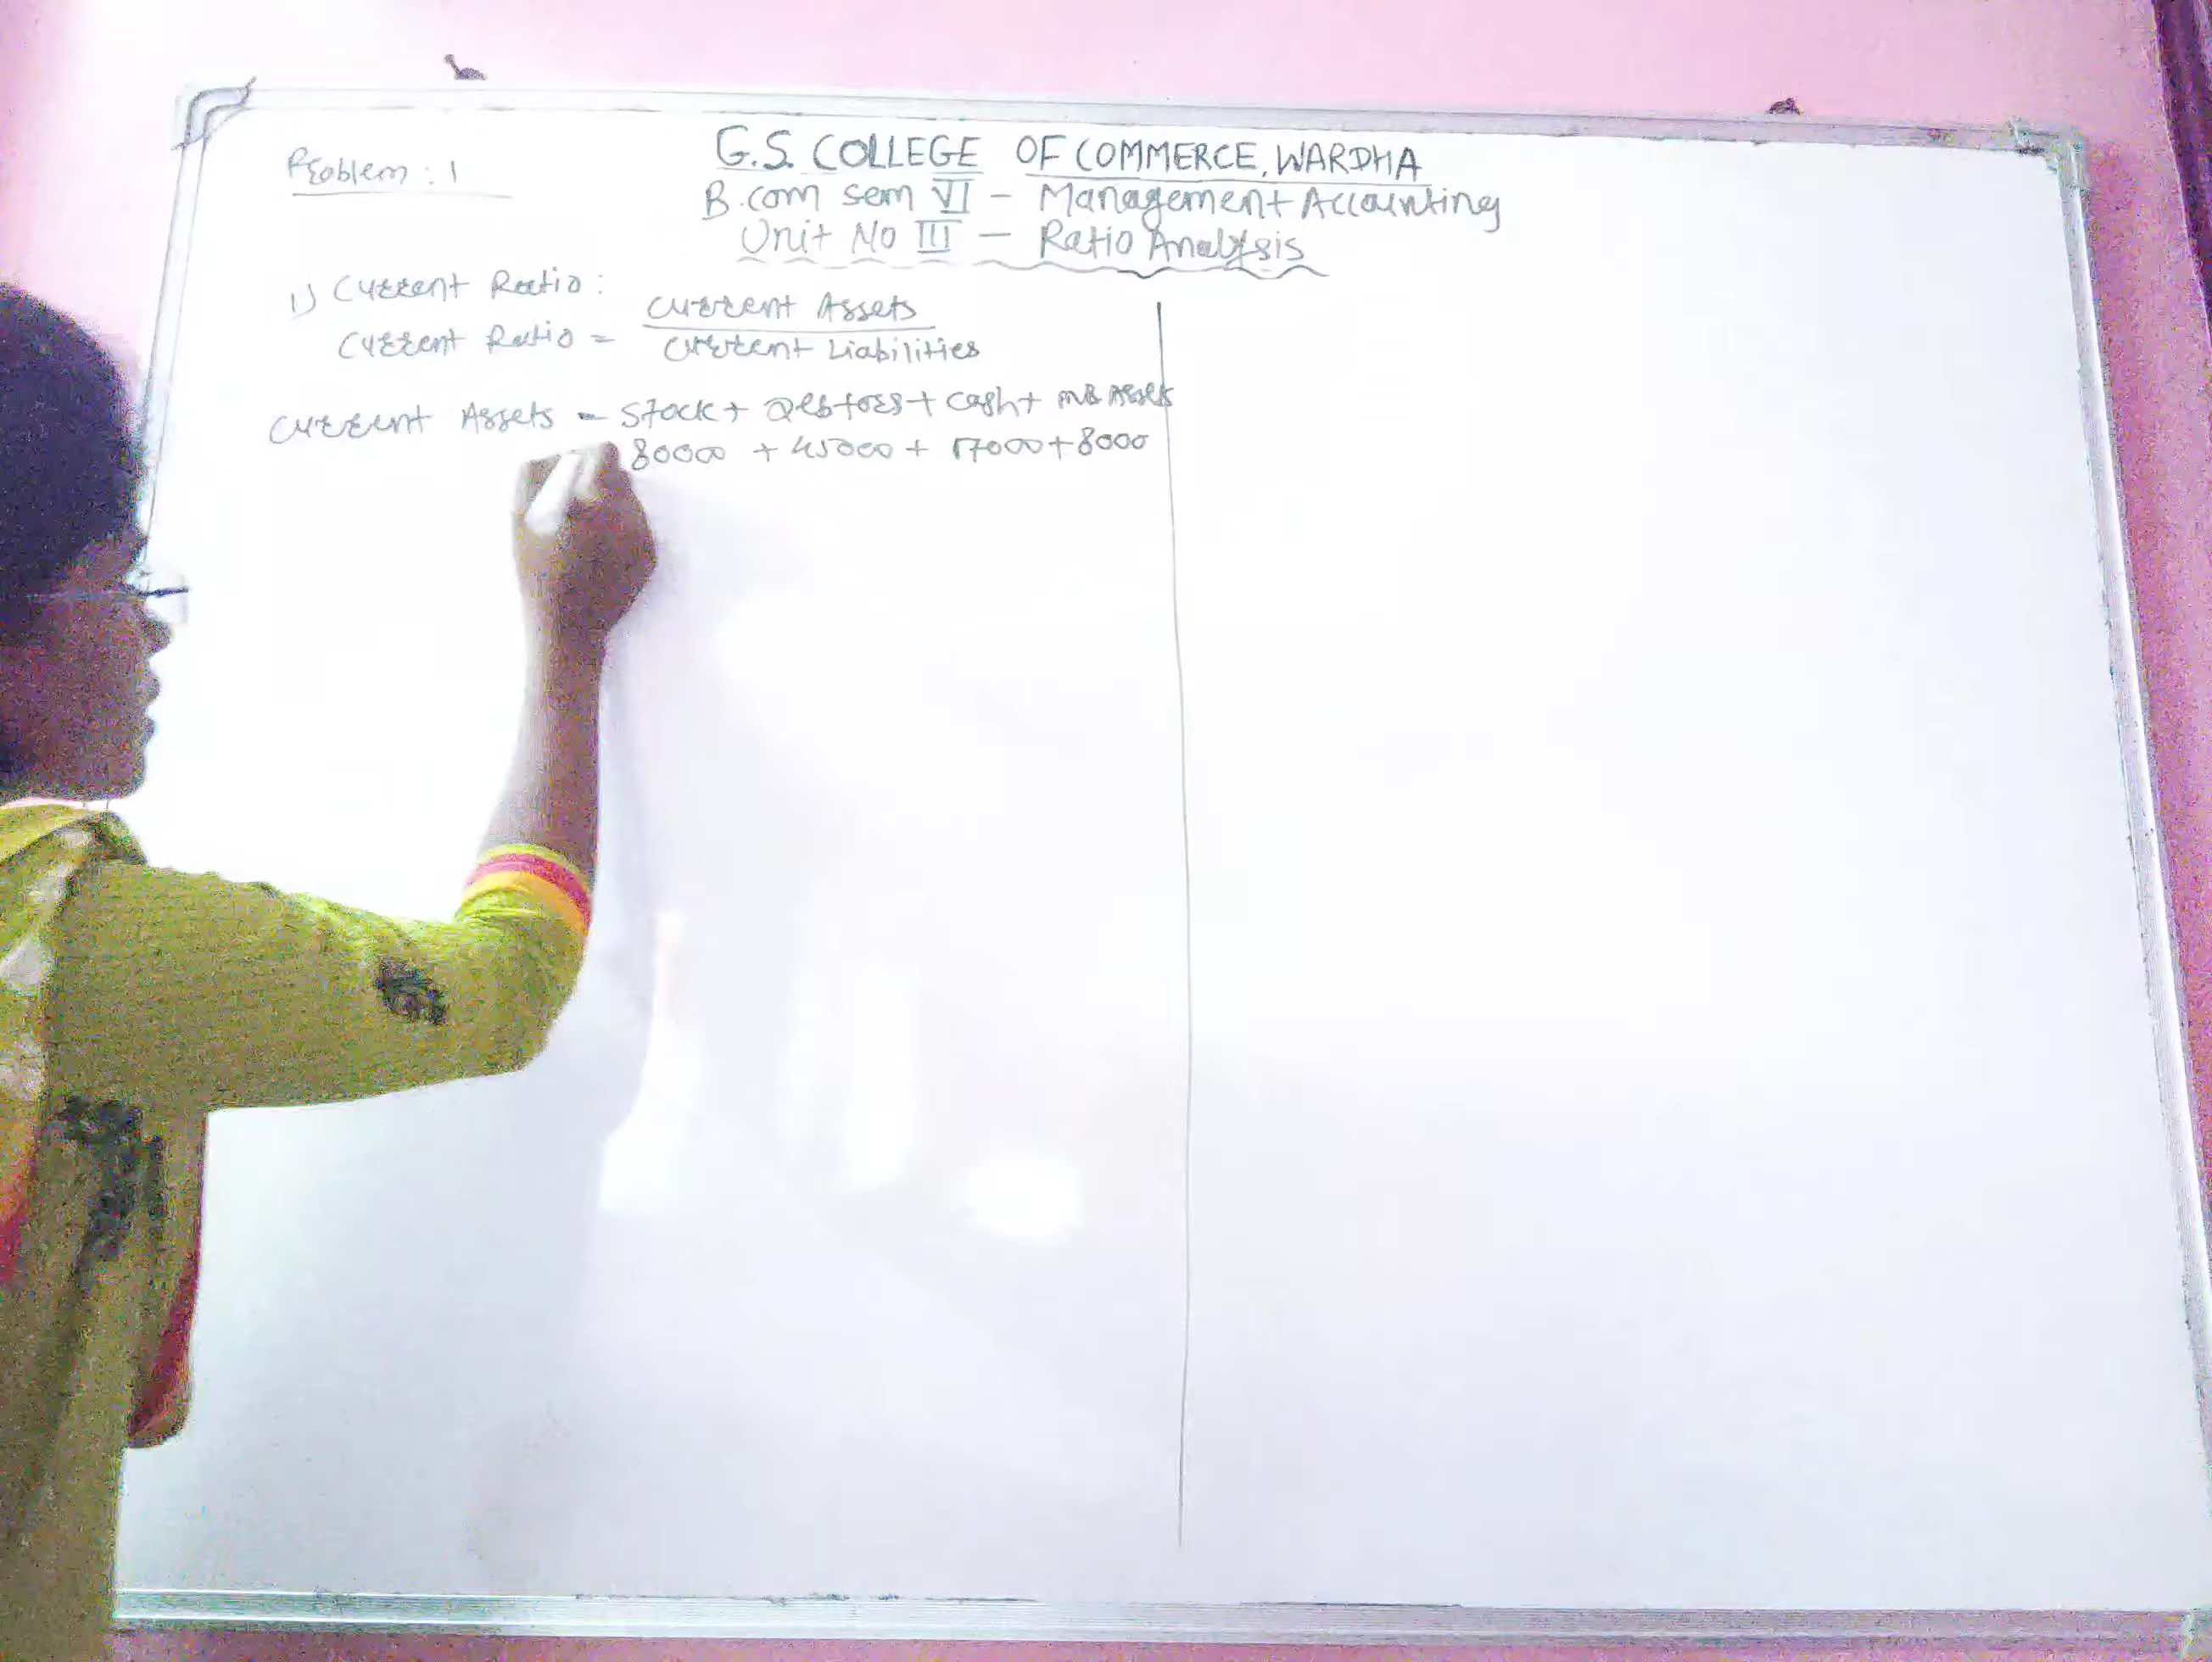 Problem : 1
G.S. COLLEGE OF COMMERCE, WARDHA
B.com sem VI - Management Accounting
Unit No III - Ratio Analysis
1) Current Ratio :
Current Ratio = Current Assets
Current Liabilities
Current Assets = Stock + Debtors + Cash + Assets
80000 + 45000 + 17000 + 8000